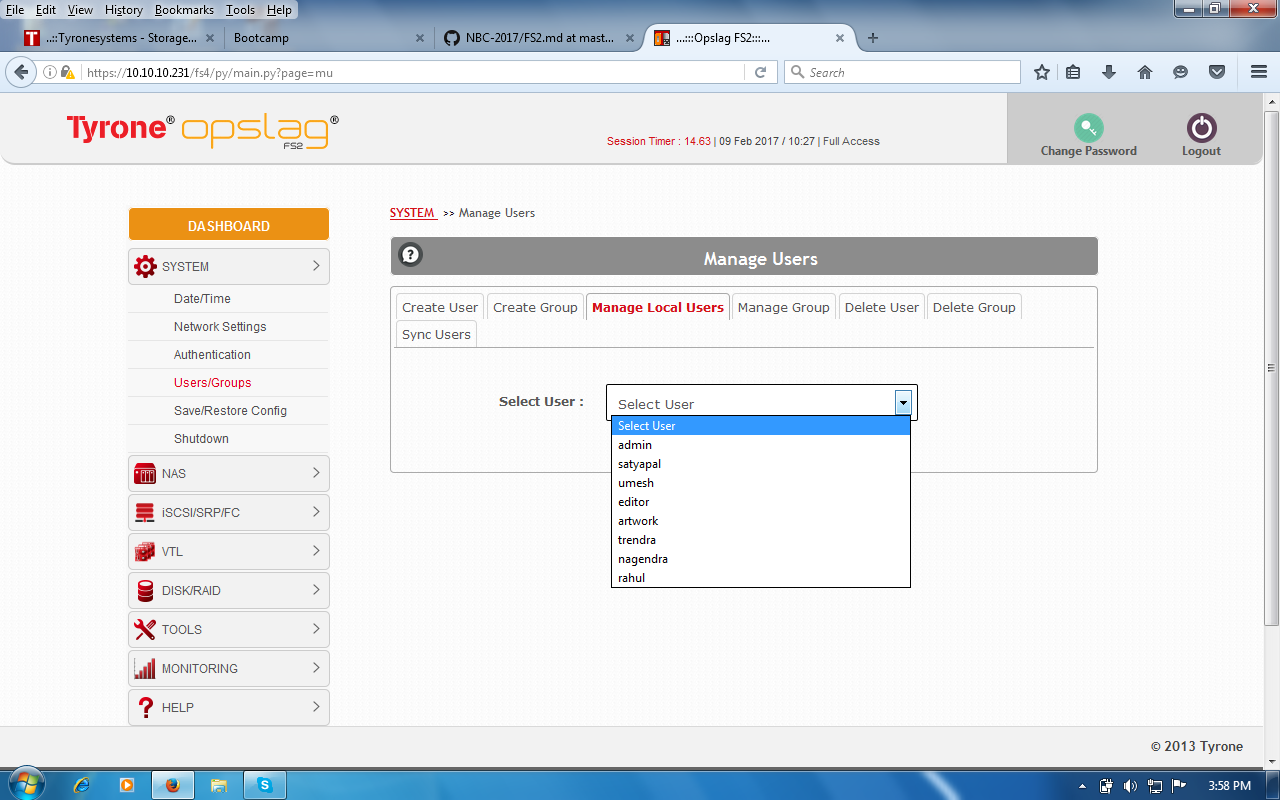 File Edit View History Bookmarks Tools Help
..::Tyronesystems - Storage... Bootcamp NBC-2017/FS2.md at mast... ...:::Opslag FS2:::...
https://10.10.10.231/fs4/py/main.py?page=mu Search
Tyrone® opslag® FS2
Session Timer : 14.63 | 09 Feb 2017 / 10:27 | Full Access
Change Password Logout
SYSTEM >> Manage Users
DASHBOARD
SYSTEM
Date/Time
Network Settings
Authentication
Users/Groups
Save/Restore Config
Shutdown
NAS
iSCSI/SRP/FC
VTL
DISK/RAID
TOOLS
MONITORING
HELP
Manage Users
Create User Create Group Manage Local Users Manage Group Delete User Delete Group
Sync Users
Select User : Select User
Select User
admin
satyapal
umesh
editor
artwork
trendra
nagendra
rahul
© 2013 Tyrone
3:58 PM